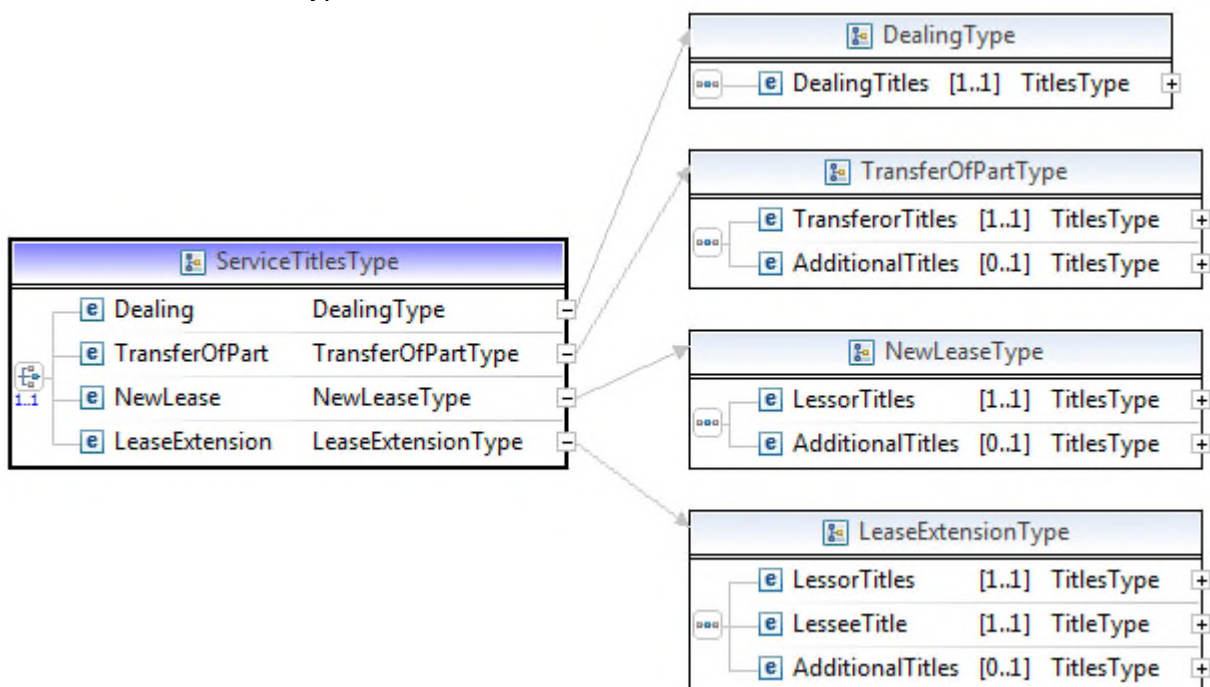 DealingType
DealingTitles [1..1] TitlesType
TransferOfPartType
TransferorTitles [1..1] TitlesType
AdditionalTitles [0..1] TitlesType
ServiceTitlesType
Dealing DealingType
TransferOfPart TransferOfPartType
NewLease NewLeaseType
LeaseExtension LeaseExtensionType
1..1
NewLeaseType
LessorTitles [1..1] TitlesType
AdditionalTitles [0..1] TitlesType
LeaseExtensionType
LessorTitles [1..1] TitlesType
LesseeTitle [1..1] TitleType
AdditionalTitles [0..1] TitlesType